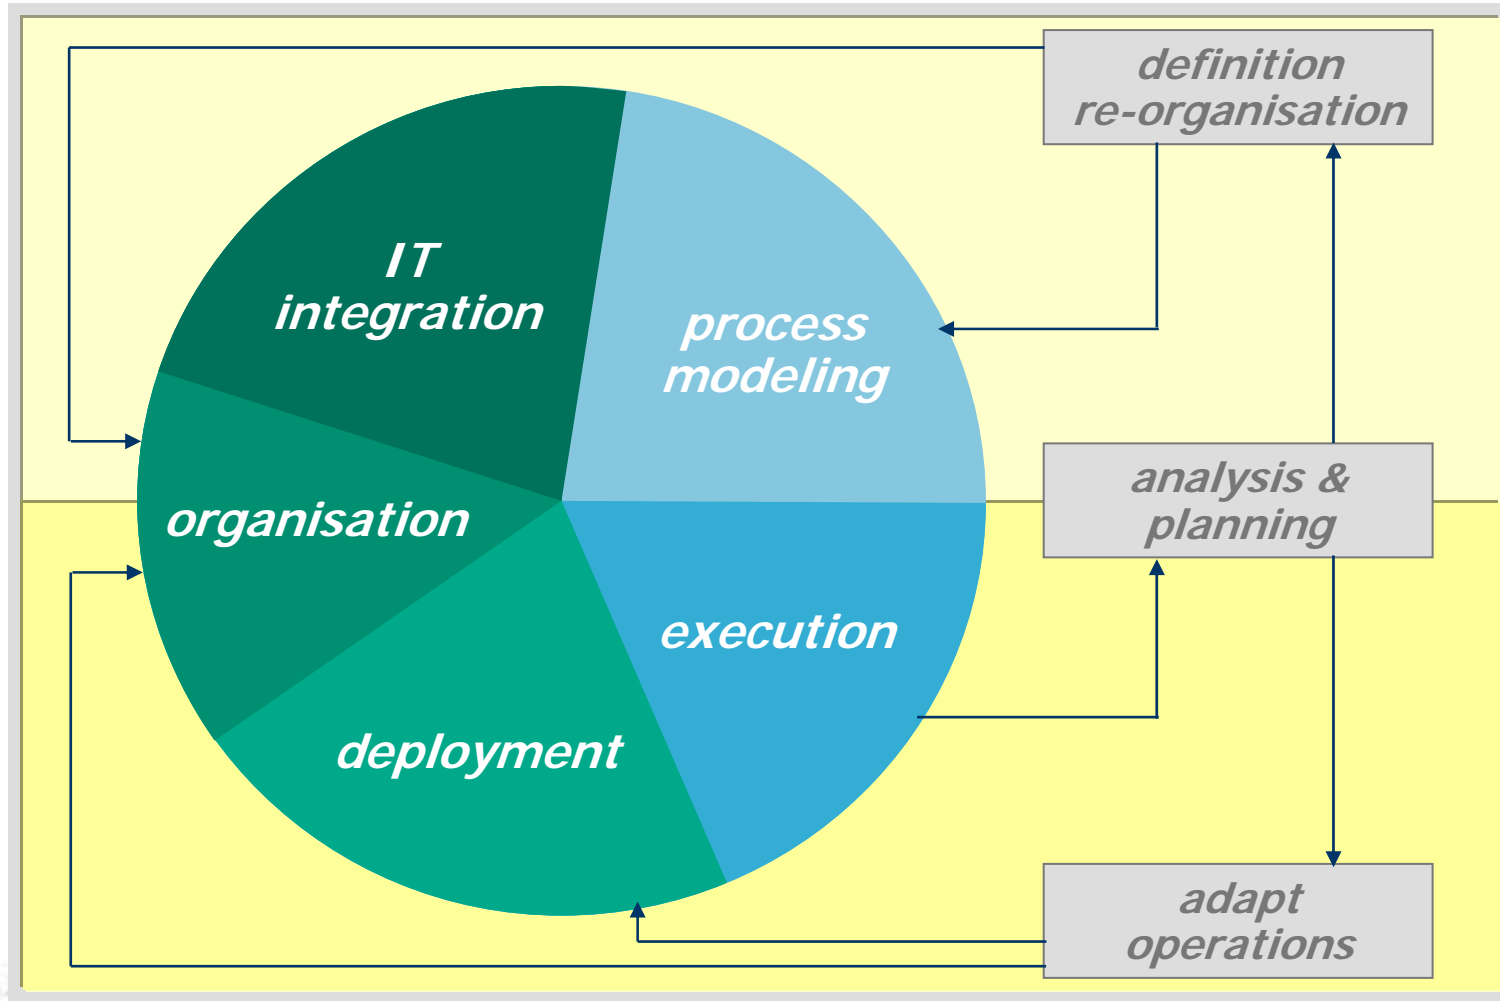 definition
re-organisation
IT
integration
process
modeling
analysis &
planning
organisation
execution
deployment
adapt
operations